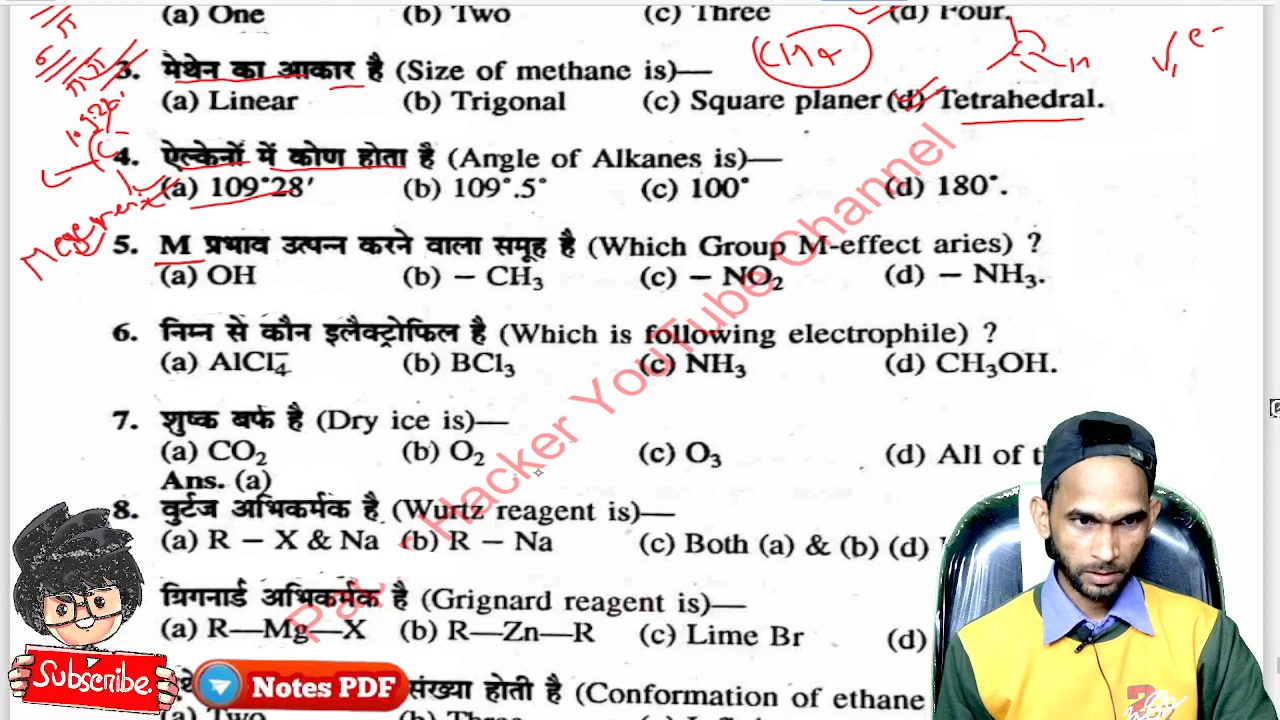 (a) One (b) Two (c) Three (d) Four.
3. मेथेन का आकार है (Size of methane is)—
CH4
(a) Linear (b) Trigonal (c) Square planer (d) Tetrahedral.
4. ऐल्केनों में कोण होता है (Angle of Alkanes is)—
(a) 109°28′ (b) 109°.5° (c) 100° (d) 180°.
5. M प्रभाव उत्पन्न करने वाला समूह है (Which Group M-effect aries) ?
(a) OH (b) – CH₃ (c) – NO₂ (d) – NH₃.
6. निम्न से कौन इलैक्ट्रोफिल है (Which is following electrophile) ?
(a) AlCl₄⁻ (b) BCl₃ (c) NH₃ (d) CH₃OH.
7. शुष्क बर्फ है (Dry ice is)—
(a) CO₂ (b) O₂ (c) O₃ (d) All of
Ans. (a)
8. वुर्टज अभिकर्मक है (Wurtz reagent is)—
(a) R – X & Na (b) R – Na (c) Both (a) & (b) (d)
ग्रिगनार्ड अभिकर्मक है (Grignard reagent is)—
(a) R—Mg—X (b) R—Zn—R (c) Lime Br (d)
संख्या होती है (Conformation of ethane
(a) Two (b) Three
Hacker YouTube Channel
Subscribe.
Notes PDF